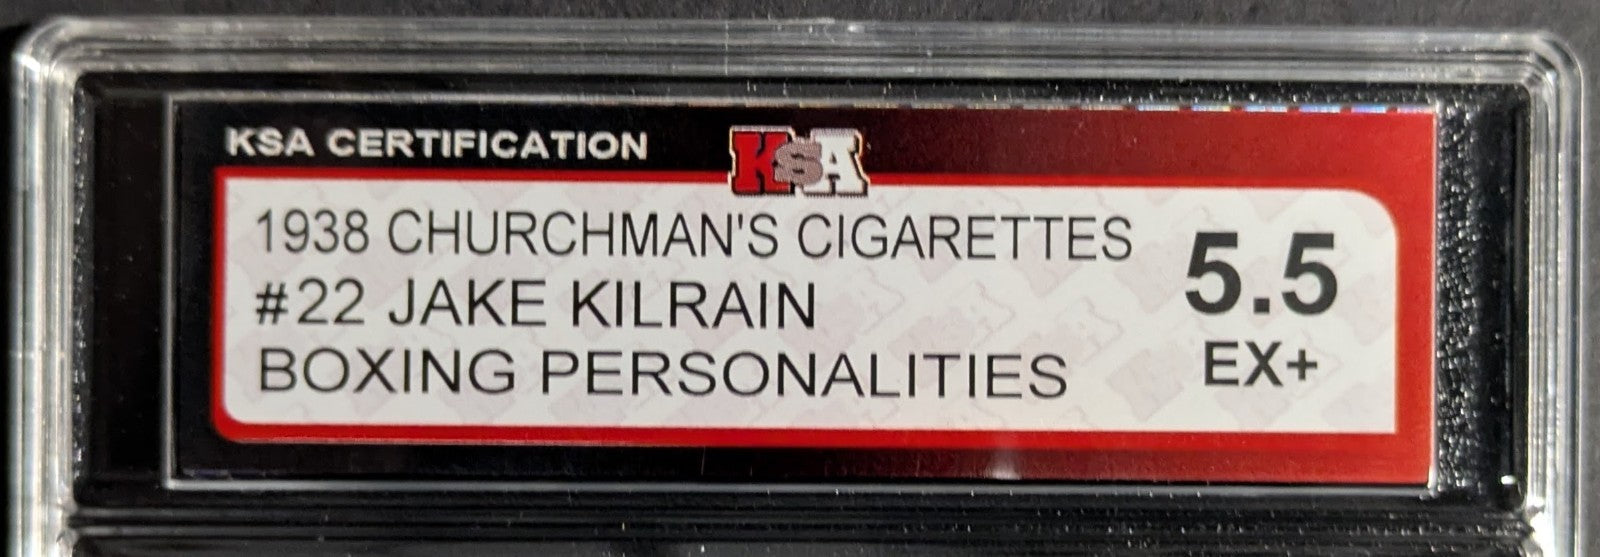 KSA CERTIFICATION
KSA
1938 CHURCHMAN'S CIGARETTES
#22 JAKE KILRAIN
BOXING PERSONALITIES
5.5
EX+